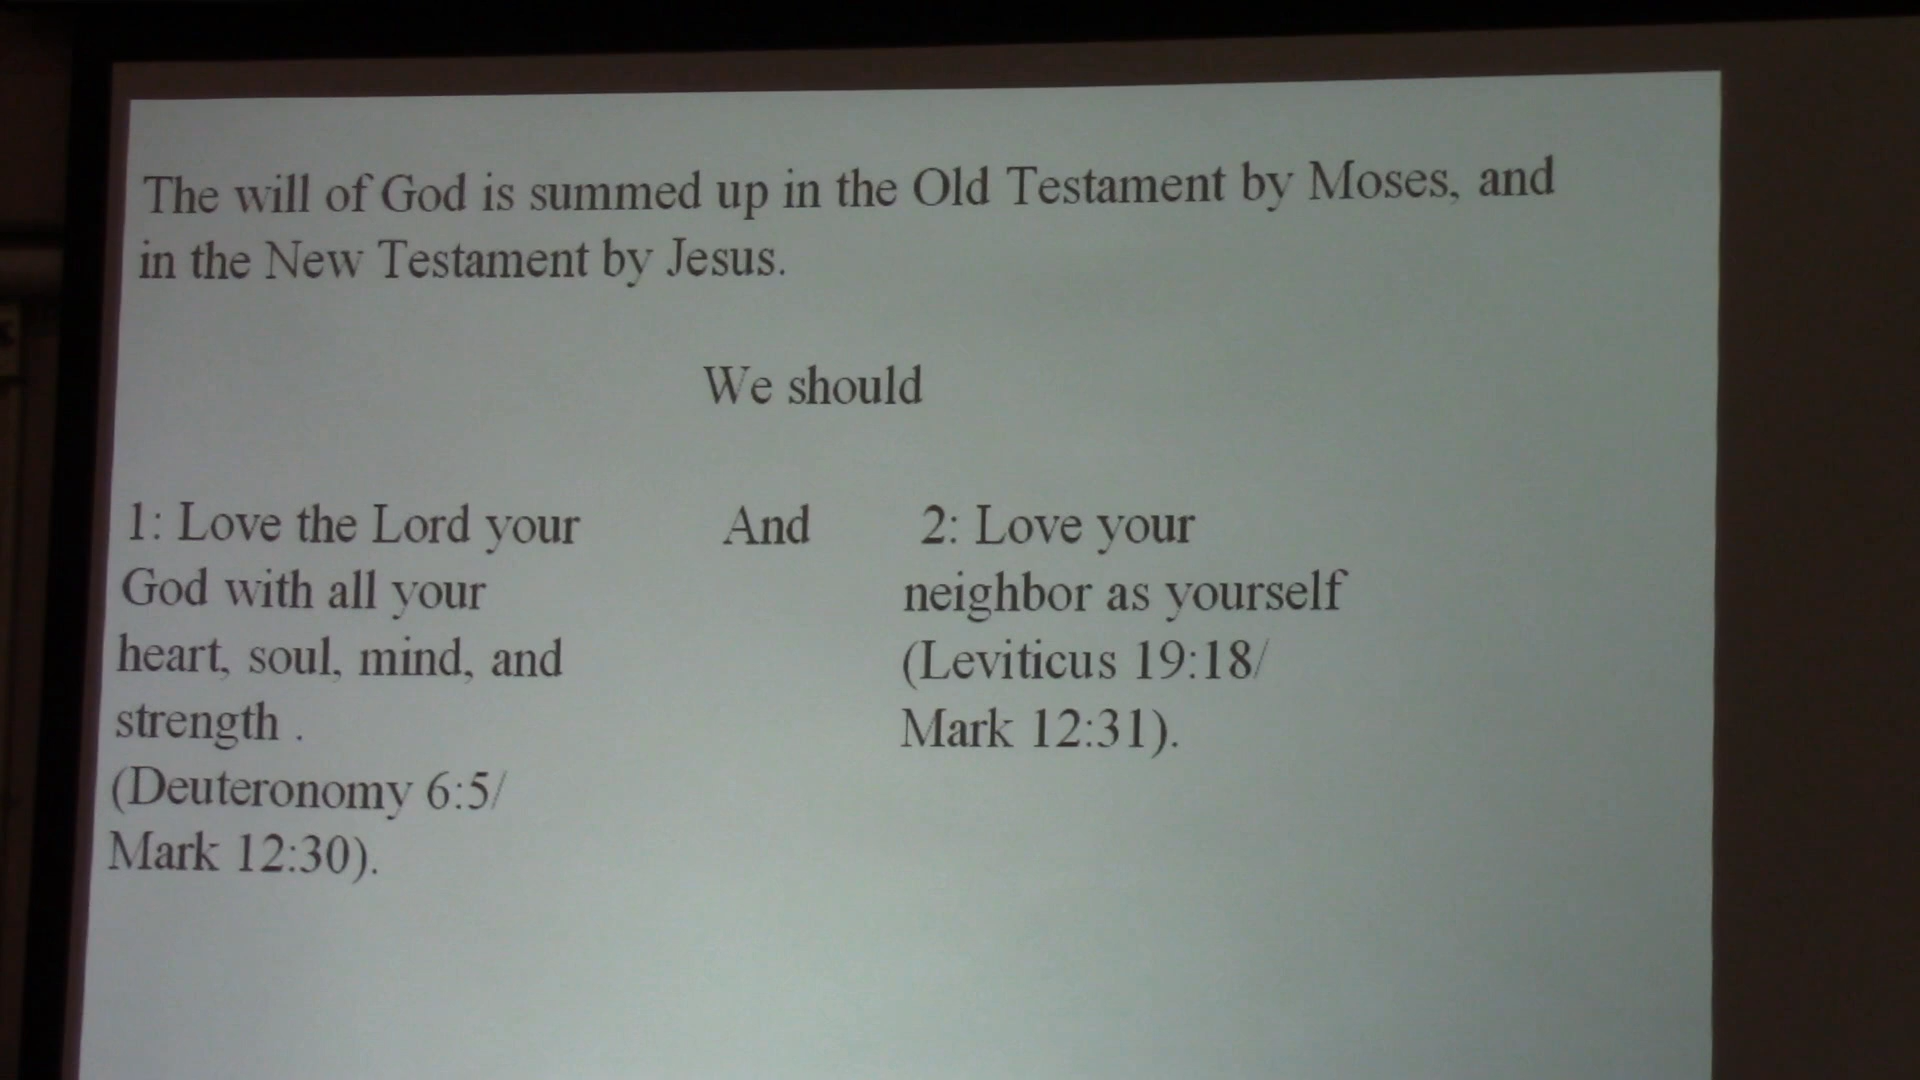 The will of God is summed up in the Old Testament by Moses, and
in the New Testament by Jesus.
We should
1: Love the Lord your
God with all your
heart, soul, mind, and
strength .
(Deuteronomy 6:5/
Mark 12:30).
And
2: Love your
neighbor as yourself
(Leviticus 19:18/
Mark 12:31).